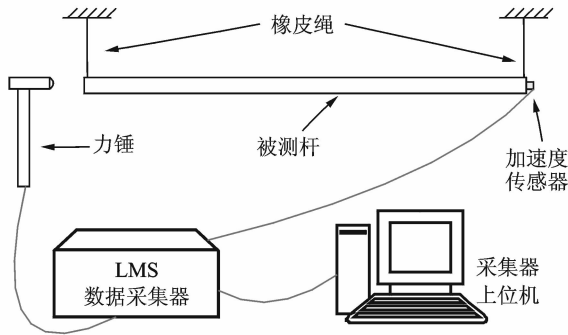 橡皮绳
力锤
被测杆
加速度
传感器
LMS
数据采集器
采集器
上位机